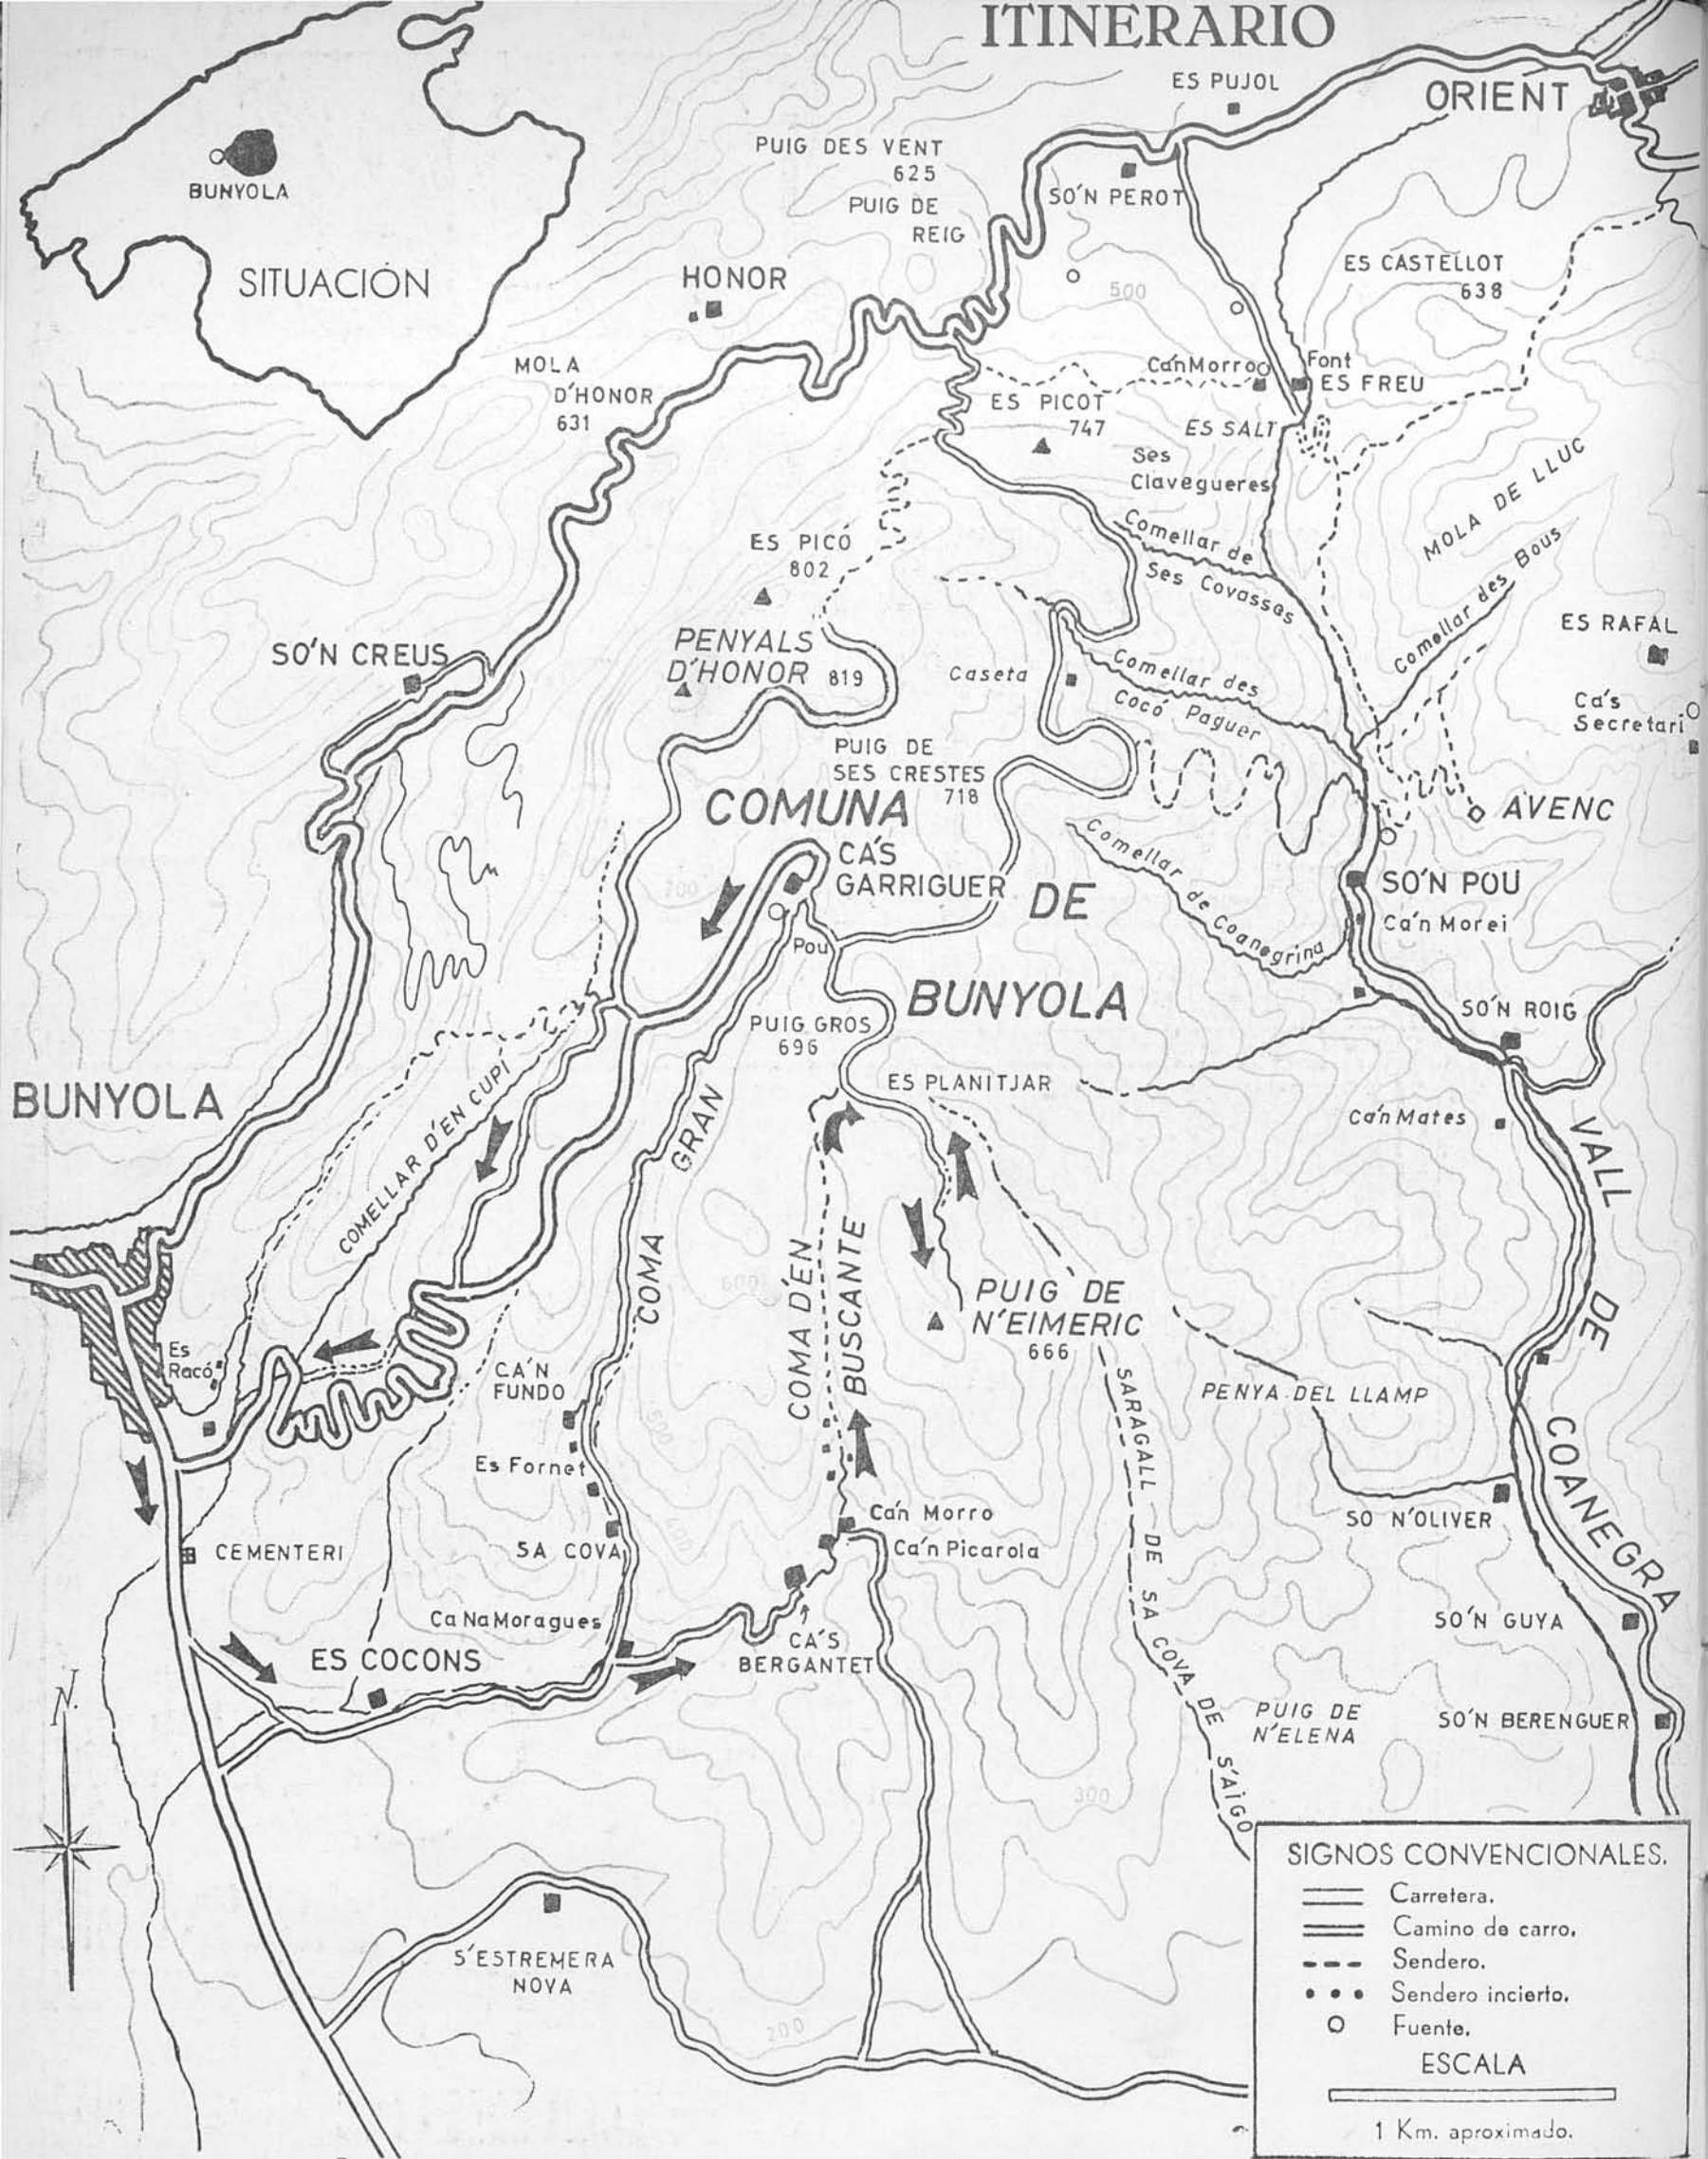 ITINERARIO
ES PUJOL
ORIENT
PUIG DES VENT
625
PUIG DE
REIG
SO'N PEROT
BUNYOLA
SITUACIÓN
HONOR
ES CASTELLOT
638
500
MOLA
D'HONOR
631
Ca'n Morro
Font
ES FREU
ES PICOT
747
ES SALT
Ses
Clavegueres
MOLA DE LLUC
Comellar de
Ses Covasses
ES PICÓ
802
Comellar des Bous
ES RAFAL
SO'N CREUS
PENYALS
D'HONOR 819
Caseta
Comellar des
Cocó Paguer
Ca's
Secretari
PUIG DE
SES CRESTES
718
COMUNA
AVENC
CA'S
GARRIGUER
Comellar de Coanegrina
700
DE
SO'N POU
Ca'n Morei
Pou
BUNYOLA
SO'N ROIG
PUIG GROS
696
BUNYOLA
ES PLANITJAR
Ca'n Mates
COMELLAR D'EN CUPI
COMA GRAN
VALL DE COANEGRA
600
COMA D'EN
BUSCANTE
PUIG DE
N'EIMERIC
666
Es
Racó
CA'N
FUNDO
SARAGALL DE SA COVA DE S'AIGO
PENYA DEL LLAMP
500
Es Fornet
Ca'n Morro
SO N'OLIVER
CEMENTERI
SA COVA
400
Ca'n Picarola
Ca Na Moragues
SO'N GUYA
ES COCONS
CA'S
BERGANTET
N.
PUIG DE
N'ELENA
SO'N BERENGUER
300
S'ESTREMERA
NOVA
200
SIGNOS CONVENCIONALES.
Carretera.
Camino de carro.
Sendero.
Sendero incierto.
Fuente.
ESCALA
1 Km. aproximado.